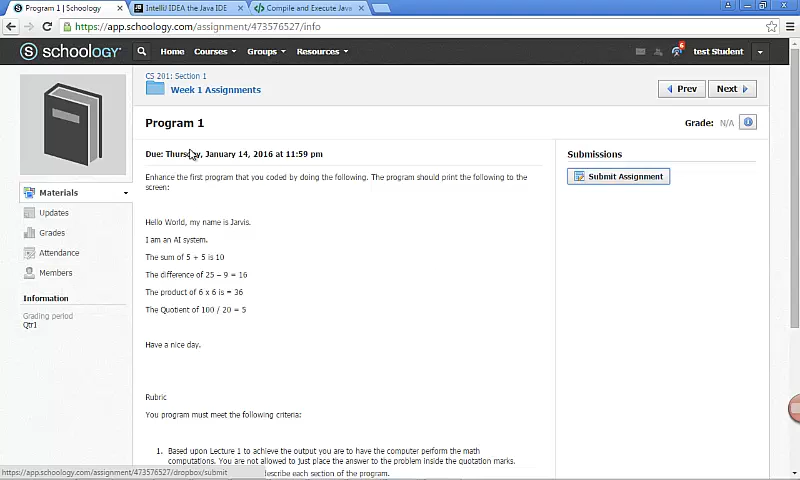 Program 1 | Schoology
IntelliJ IDEA the Java IDE
Compile and Execute Java
https://app.schoology.com/assignment/473576527/info
S schoology
Home Courses Groups Resources
6
test Student
CS 201: Section 1
Week 1 Assignments
Prev Next
Program 1
Grade: N/A
Due: Thursday, January 14, 2016 at 11:59 pm
Submissions
Submit Assignment
Enhance the first program that you coded by doing the following. The program should print the following to the
screen:
Materials
Updates
Grades
Attendance
Members
Information
Grading period
Qtr1
Hello World, my name is Jarvis.
I am an AI system.
The sum of 5 + 5 is 10
The difference of 25 – 9 = 16
The product of 6 x 6 is = 36
The Quotient of 100 / 20 = 5
Have a nice day.
Rubric
You program must meet the following criteria:
1. Based upon Lecture 1 to achieve the output you are to have the computer perform the math
computations. You are not allowed to just place the answer to the problem inside the quotation marks.
describe each section of the program.
https://app.schoology.com/assignment/473576527/dropbox/submit